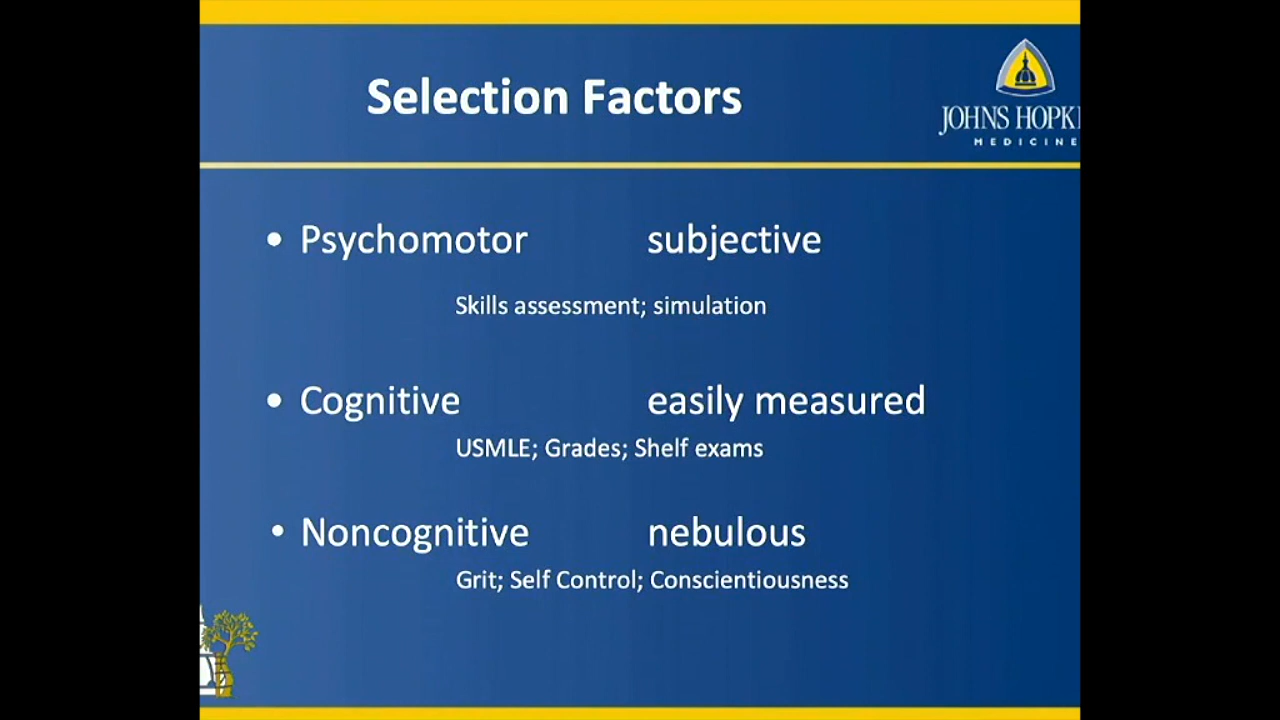 Selection Factors
JOHNS HOPKI
MEDICINE
• Psychomotor subjective
Skills assessment; simulation
• Cognitive easily measured
USMLE; Grades; Shelf exams
• Noncognitive nebulous
Grit; Self Control; Conscientiousness